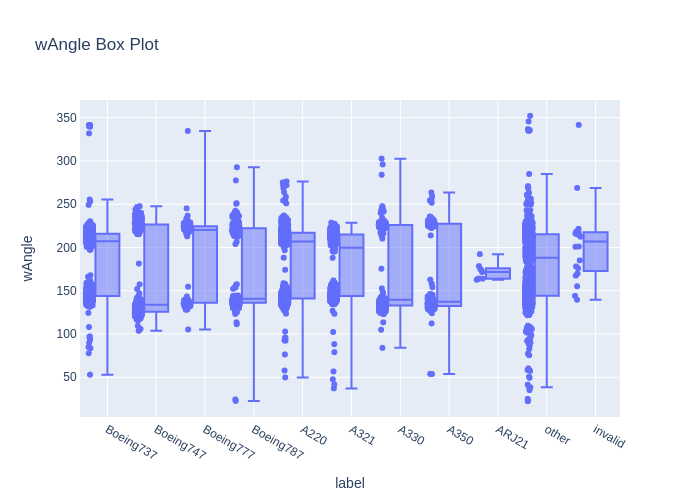 wAngle Box Plot
350
300
250
200
150
100
50
wAngle
Boeing737
Boeing747
Boeing777
Boeing787
A220
A321
A330
A350
ARJ21
other
invalid
label